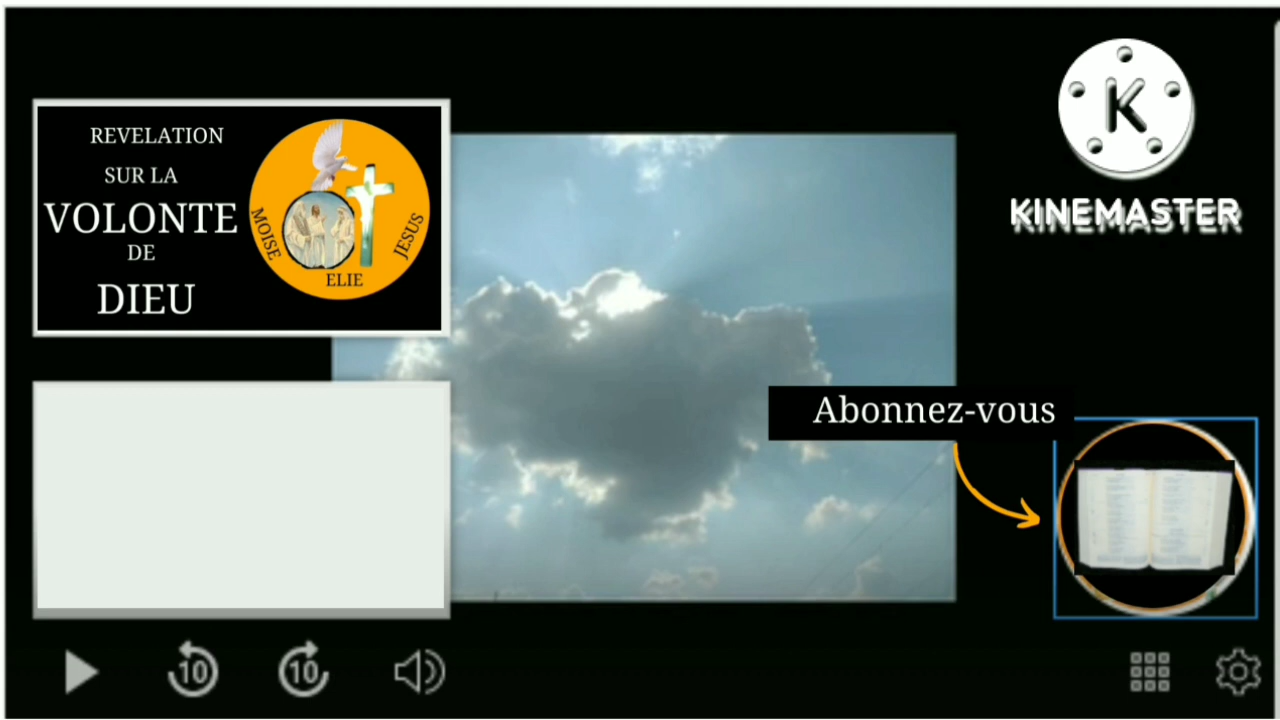 REVELATION
SUR LA
VOLONTE
DE
DIEU
MOISE
ELIE
JESUS
KINEMASTER
Abonnez-vous
10
10